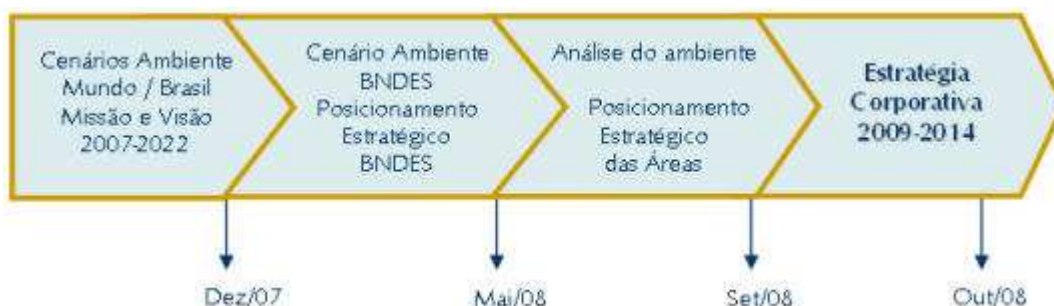 Cenários Ambiente
Mundo / Brasil
Missão e Visão
2007-2022
Cenário Ambiente
BNDES
Posicionamento
Estratégico
BNDES
Análise do ambiente
Posicionamento
Estratégico
das Áreas
Estratégia
Corporativa
2009-2014
Dez/07
Mai/08
Set/08
Out/08